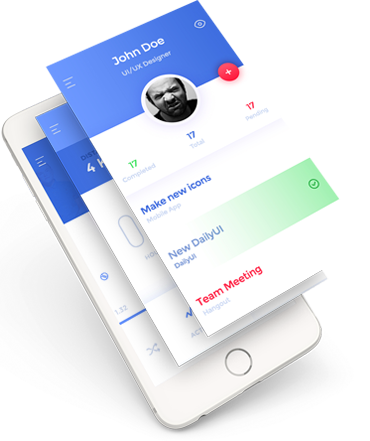 John Doe
UI/UX Designer
17
Completed
17
Total
17
Pending
Make new icons
Mobile App
New DailyUI
DailyUI
Team Meeting
Hangout
4
1.32